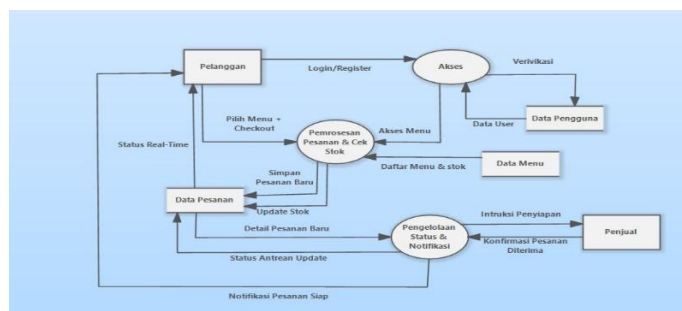 Pelanggan
Login/Register
Akses
Verivikasi
Data User
Data Pengguna
Pilih Menu +
Checkout
Akses Menu
Pemrosesan
Pesanan & Cek
Stok
Status Real-Time
Daftar Menu & stok
Data Menu
Simpan
Pesanan Baru
Data Pesanan
Update Stok
Detail Pesanan Baru
Pengelolaan
Status &
Notifikasi
Intruksi Penyiapan
Penjual
Konfirmasi Pesanan
Diterima
Status Antrean Update
Notifikasi Pesanan Siap